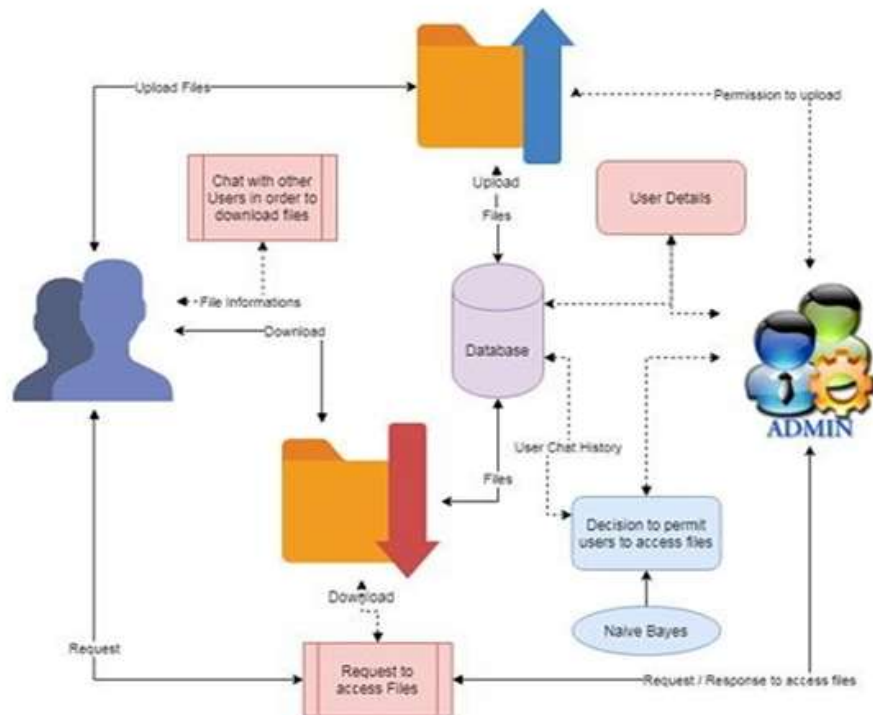 Upload Files
Permission to upload
Chat with other
Users in order to
download files
Upload
Files
User Details
File Informations
Download
Database
ADMIN
User Chat History
Files
Decision to permit
users to access files
Download
Naive Bayes
Request
Request to
access Files
Request / Response to access files